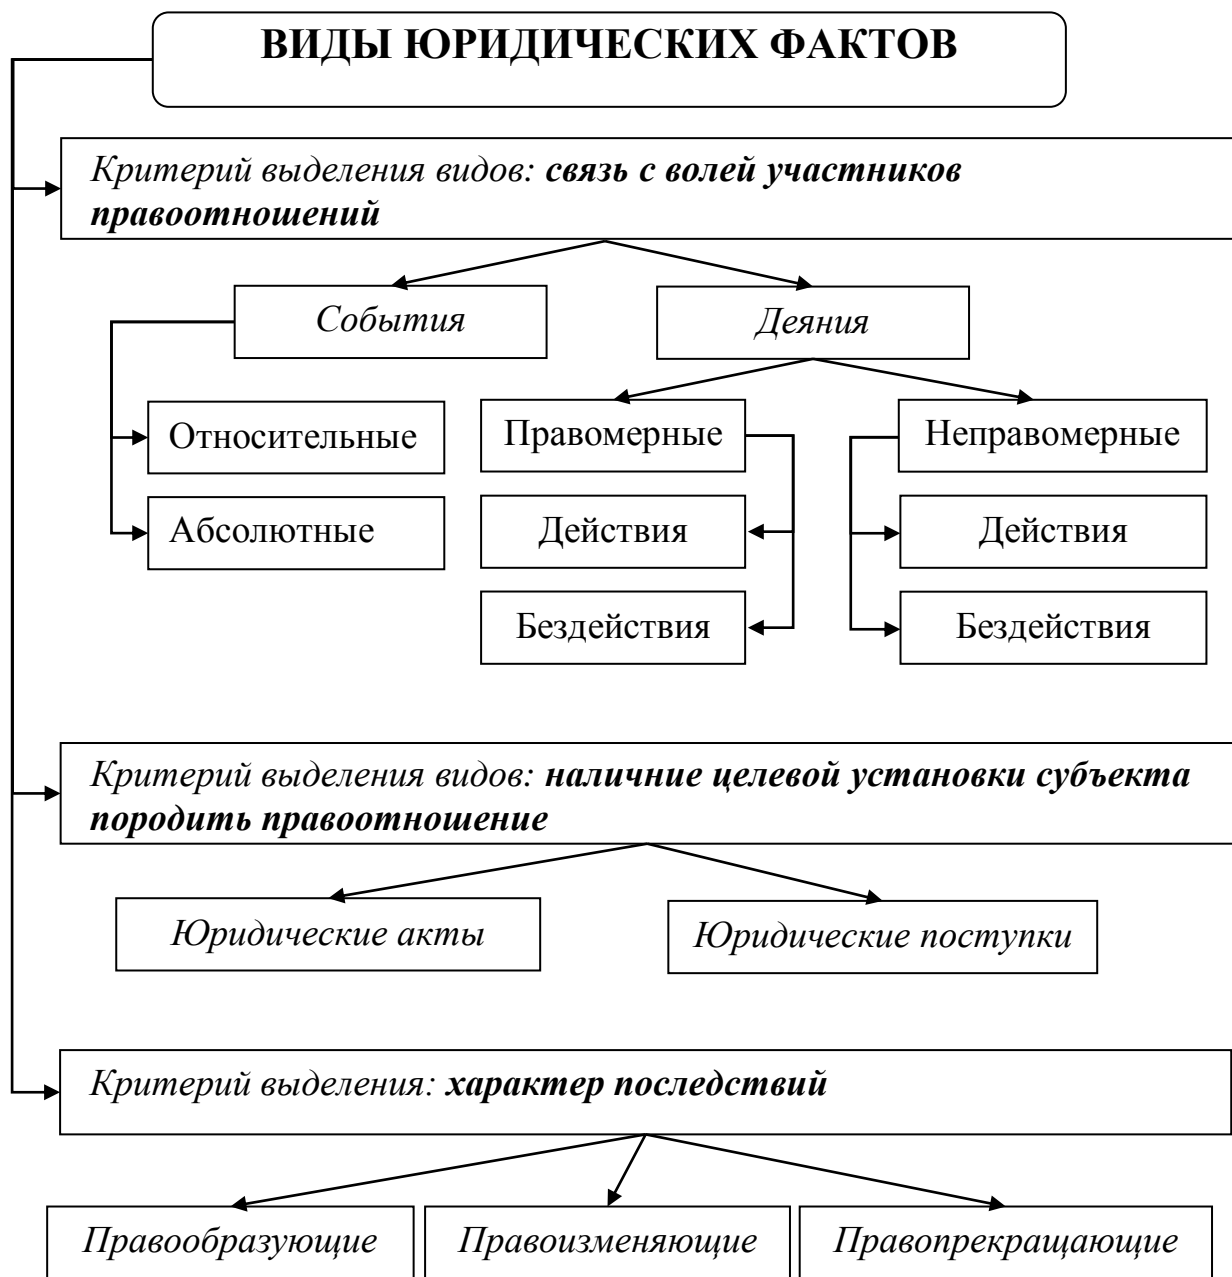 ВИДЫ ЮРИДИЧЕСКИХ ФАКТОВ
Критерий выделения видов: связь с волей участников
правоотношений
События
Деяния
Относительные
Правомерные
Неправомерные
Абсолютные
Действия
Действия
Бездействия
Бездействия
Критерий выделения видов: наличние целевой установки субъекта
породить правоотношение
Юридические акты
Юридические поступки
Критерий выделения: характер последствий
Правообразующие
Правоизменяющие
Правопрекращающие